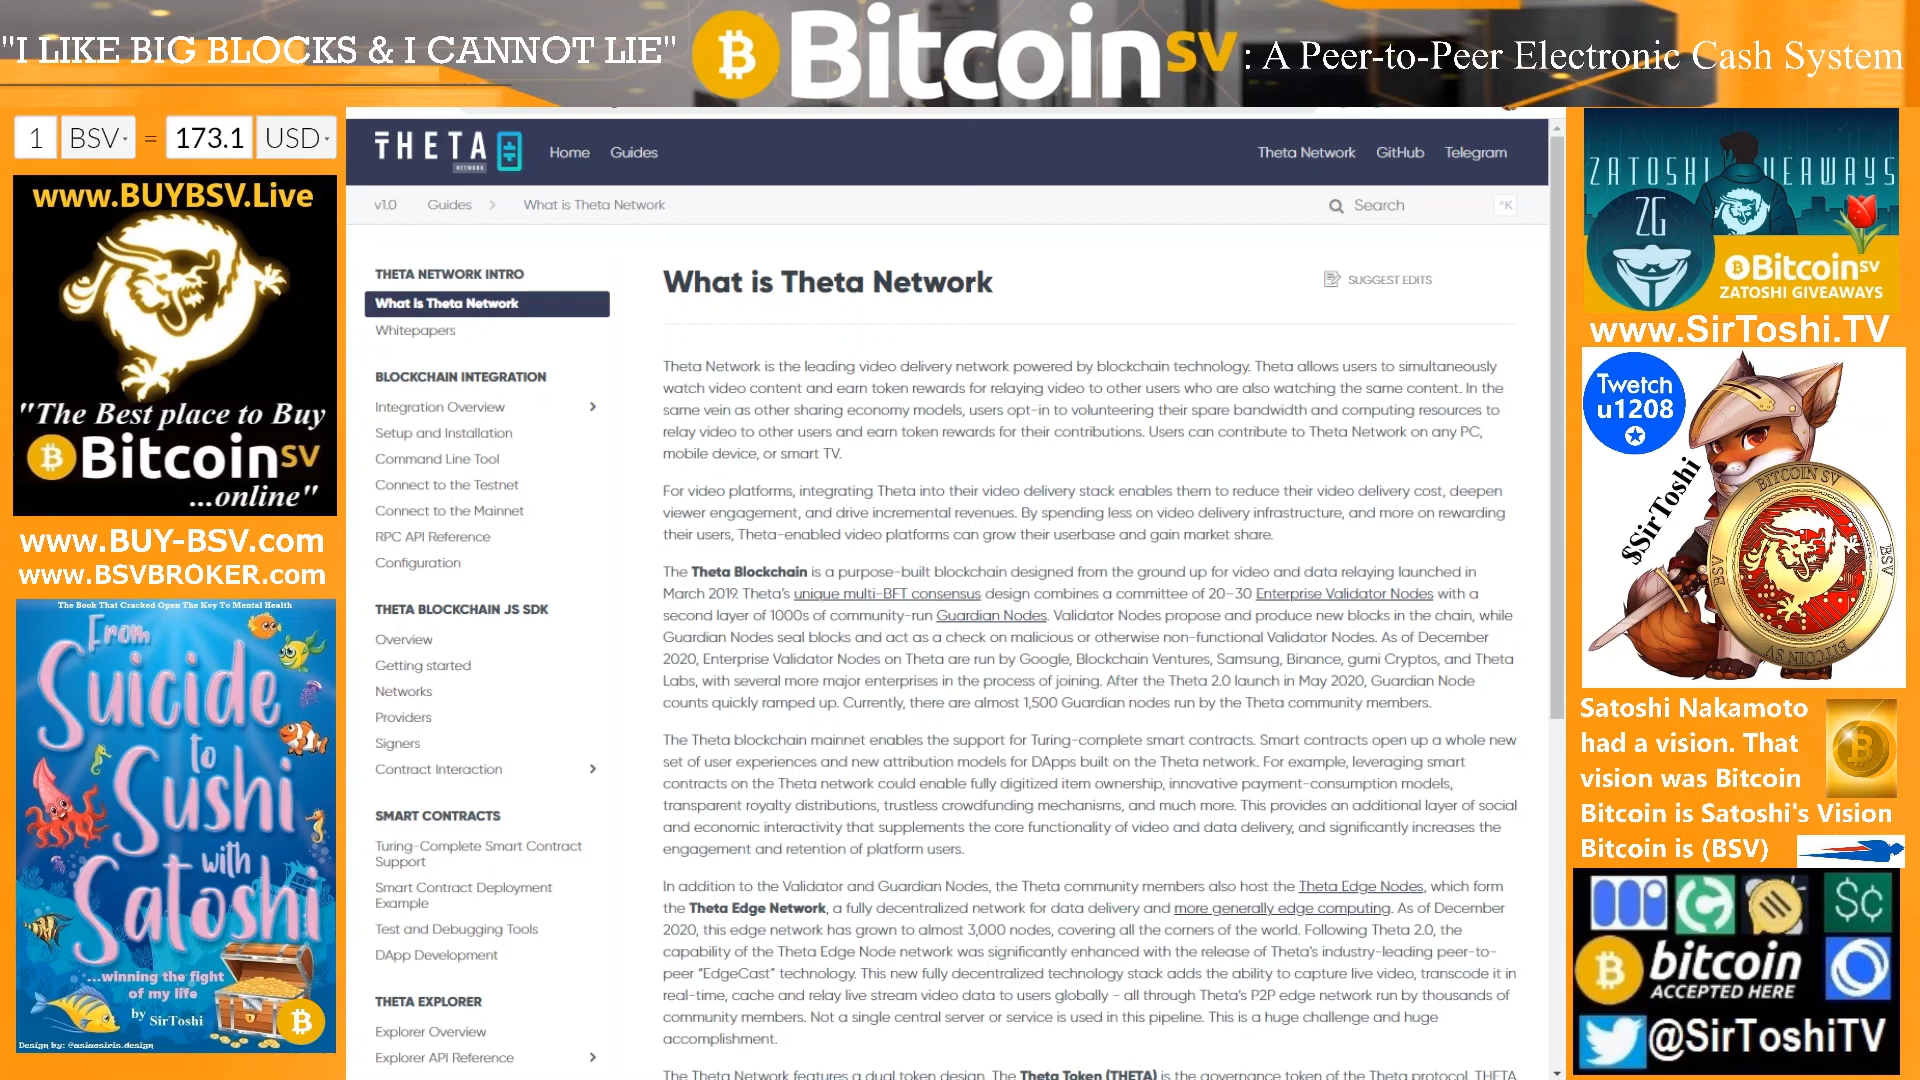 "I LIKE BIG BLOCKS & I CANNOT LIE"
BitcoinSV : A Peer-to-Peer Electronic Cash System
1 BSV = 173.1 USD
www.BUYBSV.Live
"The Best place to Buy
BitcoinSV
...online"
www.BUY-BSV.com
www.BSVBROKER.com
The Book That Cracked Open The Key To Mental Health
From
Suicide
to
Sushi
with
Satoshi
...winning the fight
of my life
by SirToshi
Design by: @asiaosiris.design
THETA
NETWORK
Home Guides
Theta Network GitHub Telegram
v1.0 Guides What is Theta Network
Search ^K
THETA NETWORK INTRO
What is Theta Network
Whitepapers
BLOCKCHAIN INTEGRATION
Integration Overview
Setup and Installation
Command Line Tool
Connect to the Testnet
Connect to the Mainnet
RPC API Reference
Configuration
THETA BLOCKCHAIN JS SDK
Overview
Getting started
Networks
Providers
Signers
Contract Interaction
SMART CONTRACTS
Turing-Complete Smart Contract
Support
Smart Contract Deployment
Example
Test and Debugging Tools
DApp Development
THETA EXPLORER
Explorer Overview
Explorer API Reference
What is Theta Network
SUGGEST EDITS
Theta Network is the leading video delivery network powered by blockchain technology. Theta allows users to simultaneously
watch video content and earn token rewards for relaying video to other users who are also watching the same content. In the
same vein as other sharing economy models, users opt-in to volunteering their spare bandwidth and computing resources to
relay video to other users and earn token rewards for their contributions. Users can contribute to Theta Network on any PC,
mobile device, or smart TV.
For video platforms, integrating Theta into their video delivery stack enables them to reduce their video delivery cost, deepen
viewer engagement, and drive incremental revenues. By spending less on video delivery infrastructure, and more on rewarding
their users, Theta-enabled video platforms can grow their userbase and gain market share.
The Theta Blockchain is a purpose-built blockchain designed from the ground up for video and data relaying launched in
March 2019. Theta's unique multi-BFT consensus design combines a committee of 20-30 Enterprise Validator Nodes with a
second layer of 1000s of community-run Guardian Nodes. Validator Nodes propose and produce new blocks in the chain, while
Guardian Nodes seal blocks and act as a check on malicious or otherwise non-functional Validator Nodes. As of December
2020, Enterprise Validator Nodes on Theta are run by Google, Blockchain Ventures, Samsung, Binance, gumi Cryptos, and Theta
Labs, with several more major enterprises in the process of joining. After the Theta 2.0 launch in May 2020, Guardian Node
counts quickly ramped up. Currently, there are almost 1,500 Guardian nodes run by the Theta community members.
The Theta blockchain mainnet enables the support for Turing-complete smart contracts. Smart contracts open up a whole new
set of user experiences and new attribution models for DApps built on the Theta network. For example, leveraging smart
contracts on the Theta network could enable fully digitized item ownership, innovative payment-consumption models,
transparent royalty distributions, trustless crowdfunding mechanisms, and much more. This provides an additional layer of social
and economic interactivity that supplements the core functionality of video and data delivery, and significantly increases the
engagement and retention of platform users.
In addition to the Validator and Guardian Nodes, the Theta community members also host the Theta Edge Nodes, which form
the Theta Edge Network, a fully decentralized network for data delivery and more generally edge computing. As of December
2020, this edge network has grown to almost 3,000 nodes, covering all the corners of the world. Following Theta 2.0, the
capability of the Theta Edge Node network was significantly enhanced with the release of Theta's industry-leading peer-to-
peer "EdgeCast" technology. This new fully decentralized technology stack adds the ability to capture live video, transcode it in
real-time, cache and relay live stream video data to users globally - all through Theta's P2P edge network run by thousands of
community members. Not a single central server or service is used in this pipeline. This is a huge challenge and huge
accomplishment.
The Theta Network features a dual token design. The Theta Token (THETA) is the governance token of the Theta protocol. THETA
ZATOSHI EAWAYS
ZG
BitcoinSV
ZATOSHI GIVEAWAYS
www.SirToshi.TV
Twetch
u1208
$SirToshi
BITCOIN SV
BSV
BSV
BITCOIN SV
Satoshi Nakamoto
had a vision. That
vision was Bitcoin
Bitcoin is Satoshi's Vision
Bitcoin is (BSV)
$¢
bitcoin
ACCEPTED HERE
@SirToshiTV